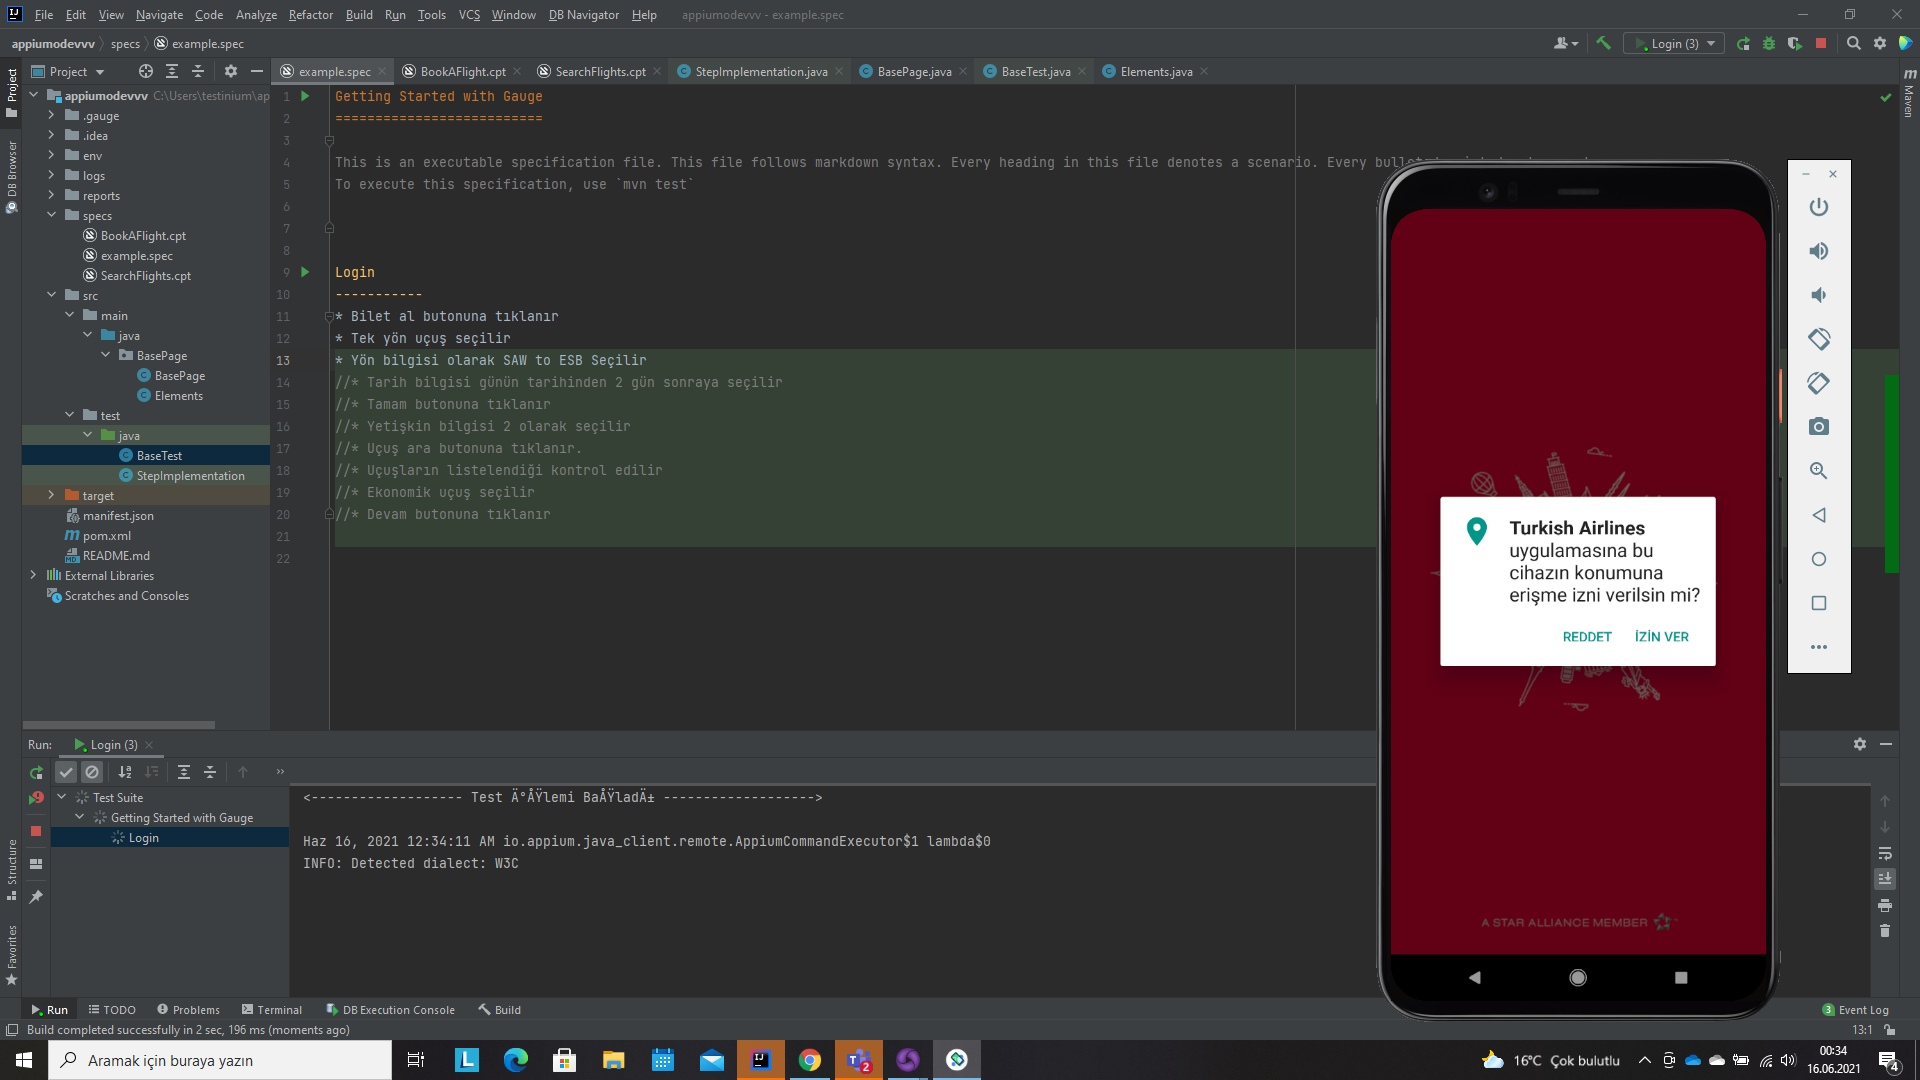 File Edit View Navigate Code Analyze Refactor Build Run Tools VCS Window DB Navigator Help appiumodevvv - example.spec
appiumodevvv specs example.spec Login (3)
Project example.spec BookAFlight.cpt SearchFlights.cpt StepImplementation.java BasePage.java BaseTest.java Elements.java
Project
DB Browser
Structure
Favorites
Maven
appiumodevvv C:\Users\testinium\ap
.gauge
.idea
env
logs
reports
specs
BookAFlight.cpt
example.spec
SearchFlights.cpt
src
main
java
BasePage
BasePage
Elements
test
java
BaseTest
StepImplementation
target
manifest.json
pom.xml
README.md
External Libraries
Scratches and Consoles
1 Getting Started with Gauge
2 ==========================
3
4 This is an executable specification file. This file follows markdown syntax. Every heading in this file denotes a scenario. Every
5 To execute this specification, use `mvn test`
6
7
8
9 Login
10 -----------
11 * Bilet al butonuna tıklanır
12 * Tek yön uçuş seçilir
13 * Yön bilgisi olarak SAW to ESB Seçilir
14 //* Tarih bilgisi günün tarihinden 2 gün sonraya seçilir
15 //* Tamam butonuna tıklanır
16 //* Yetişkin bilgisi 2 olarak seçilir
17 //* Uçuş ara butonuna tıklanır.
18 //* Uçuşların listelendiği kontrol edilir
19 //* Ekonomik uçuş seçilir
20 //* Devam butonuna tıklanır
21
22
Turkish Airlines
uygulamasına bu
cihazın konumuna
erişme izni verilsin mi?
REDDET İZİN VER
A STAR ALLIANCE MEMBER
Run: Login (3)
Test Suite
Getting Started with Gauge
Login
<------------------- Test Ä°ÅŸlemi BaÅŸladÄ± ------------------->
Haz 16, 2021 12:34:11 AM io.appium.java_client.remote.AppiumCommandExecutor$1 lambda$0
INFO: Detected dialect: W3C
Run TODO Problems Terminal DB Execution Console Build 3 Event Log
Build completed successfully in 2 sec, 196 ms (moments ago) 13:1
Aramak için buraya yazın
L
2
16°C Çok bulutlu
00:34
16.06.2021
4